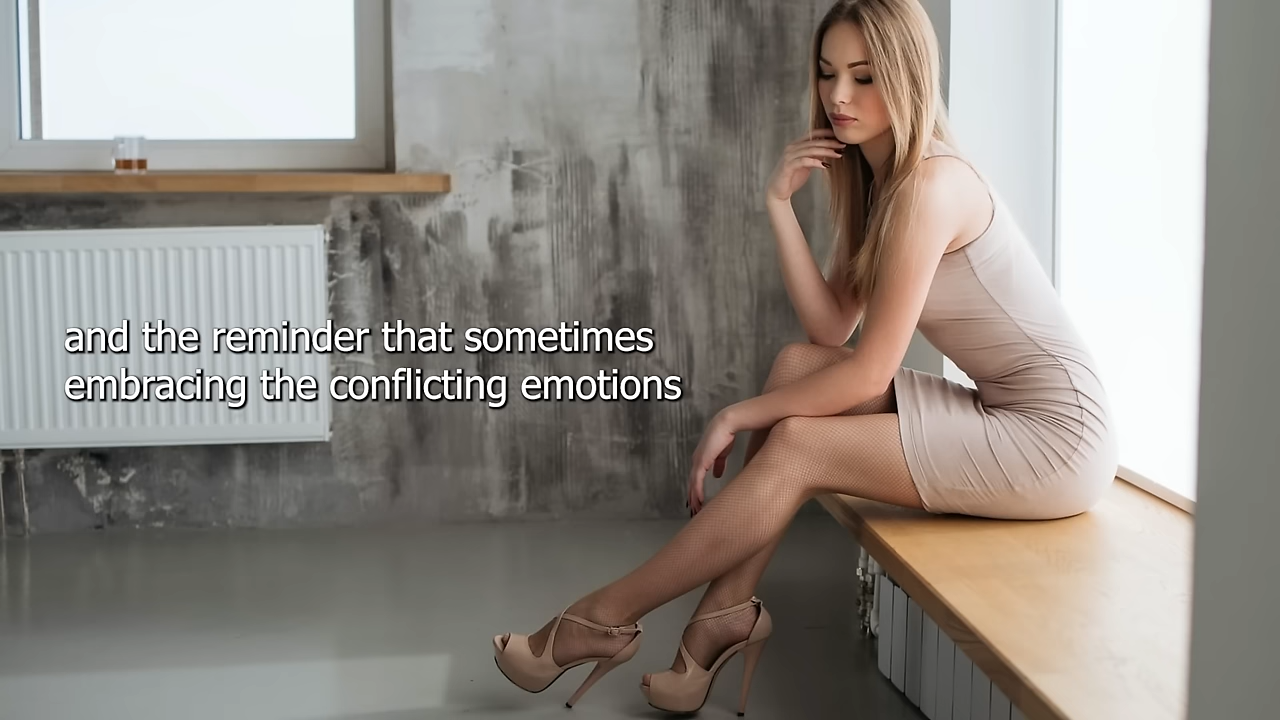 and the reminder that sometimes
embracing the conflicting emotions